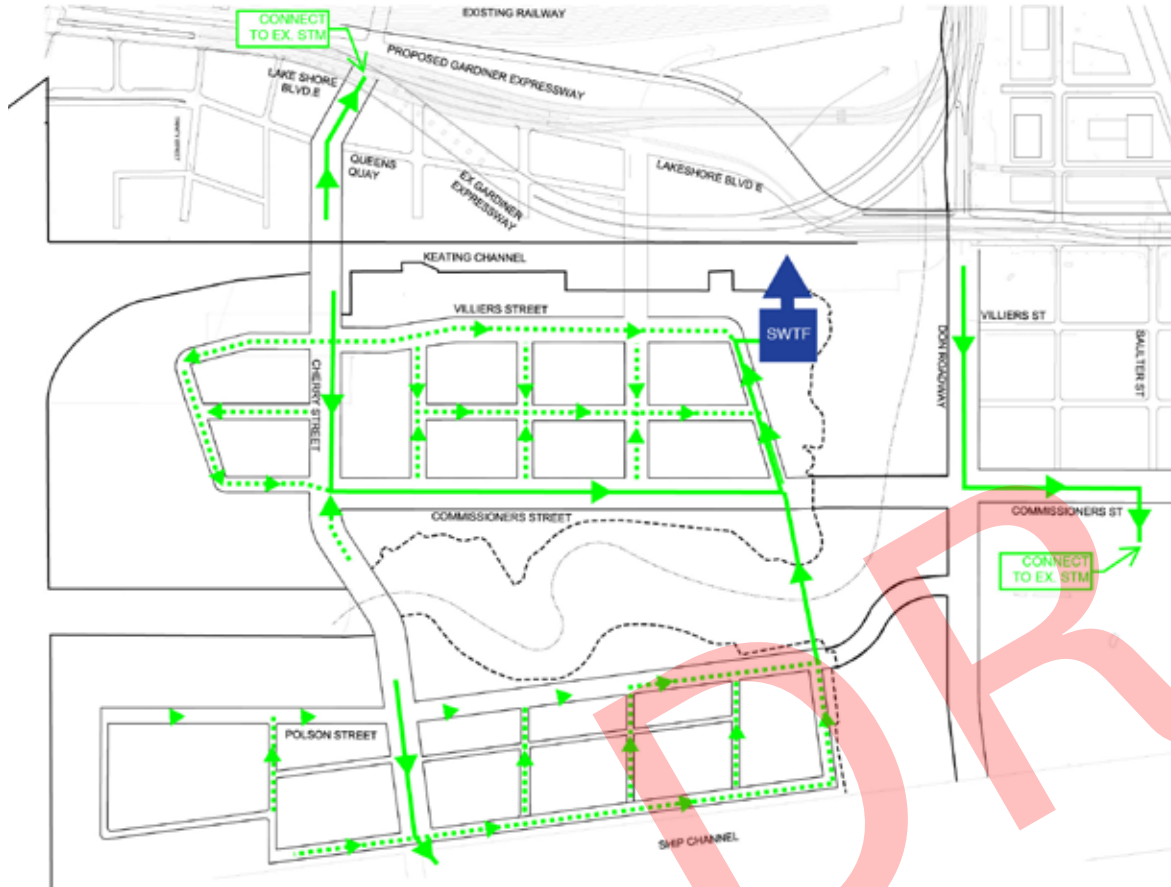 EXISTING RAILWAY
CONNECT
TO EX. STM
PROPOSED GARDINER EXPRESSWAY
LAKE SHORE
BLVD.E
QUEENS
QUAY
EX GARDINER
EXPRESSWAY
LAKESHORE BLVD E
KEATING CHANNEL
VILLIERS STREET
SWTF
VILLIERS ST
DON ROADWAY
SAULTER ST
CHERRY STREET
COMMISSIONERS STREET
COMMISSIONERS ST
CONNECT
TO EX. STM
POLSON STREET
SHIP CHANNEL
DR